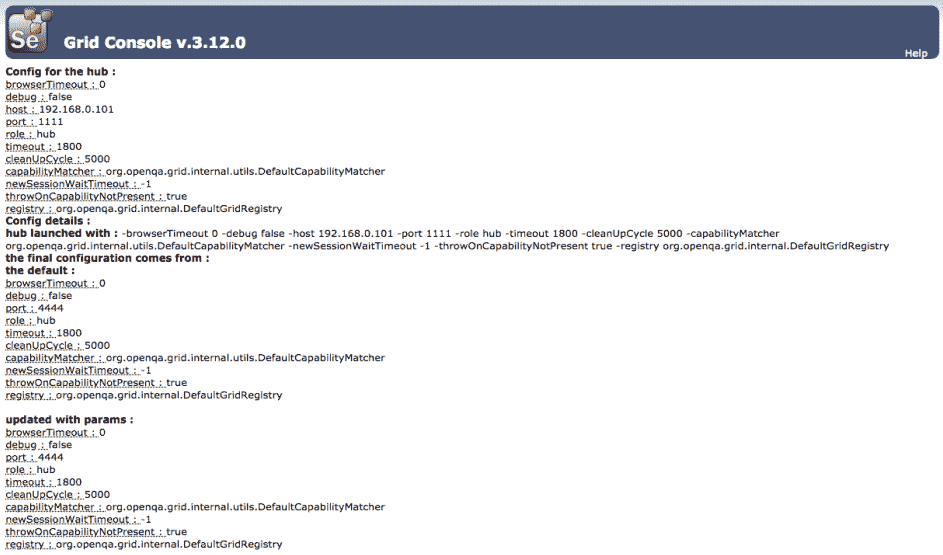 Se
Grid Console v.3.12.0
Help
Config for the hub :
browserTimeout : 0
debug : false
host : 192.168.0.101
port : 1111
role : hub
timeout : 1800
cleanUpCycle : 5000
capabilityMatcher : org.openqa.grid.internal.utils.DefaultCapabilityMatcher
newSessionWaitTimeout : -1
throwOnCapabilityNotPresent : true
registry : org.openqa.grid.internal.DefaultGridRegistry
Config details :
hub launched with : -browserTimeout 0 -debug false -host 192.168.0.101 -port 1111 -role hub -timeout 1800 -cleanUpCycle 5000 -capabilityMatcher
org.openqa.grid.internal.utils.DefaultCapabilityMatcher -newSessionWaitTimeout -1 -throwOnCapabilityNotPresent true -registry org.openqa.grid.internal.DefaultGridRegistry
the final configuration comes from :
the default :
browserTimeout : 0
debug : false
port : 4444
role : hub
timeout : 1800
cleanUpCycle : 5000
capabilityMatcher : org.openqa.grid.internal.utils.DefaultCapabilityMatcher
newSessionWaitTimeout : -1
throwOnCapabilityNotPresent : true
registry : org.openqa.grid.internal.DefaultGridRegistry
updated with params :
browserTimeout : 0
debug : false
port : 4444
role : hub
timeout : 1800
cleanUpCycle : 5000
capabilityMatcher : org.openqa.grid.internal.utils.DefaultCapabilityMatcher
newSessionWaitTimeout : -1
throwOnCapabilityNotPresent : true
registry : org.openqa.grid.internal.DefaultGridRegistry